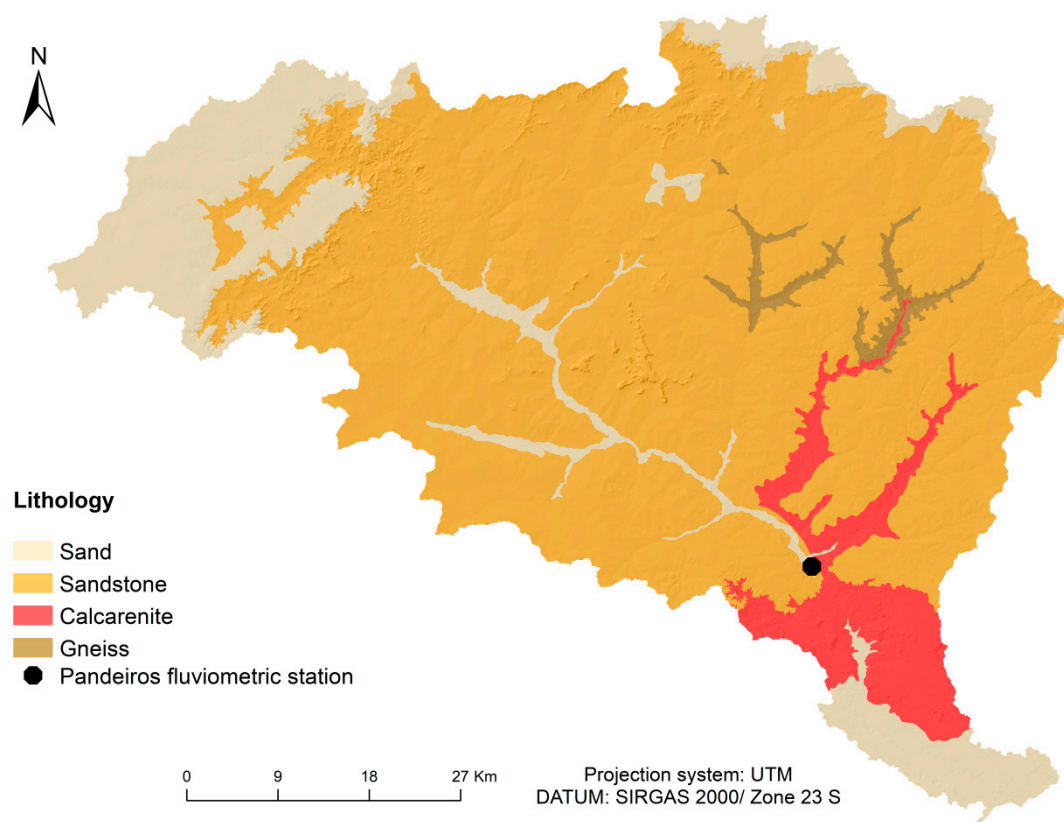 N
Lithology
Sand
Sandstone
Calcarenite
Gneiss
Pandeiros fluviometric station
0 9 18 27 Km
Projection system: UTM
DATUM: SIRGAS 2000/ Zone 23 S